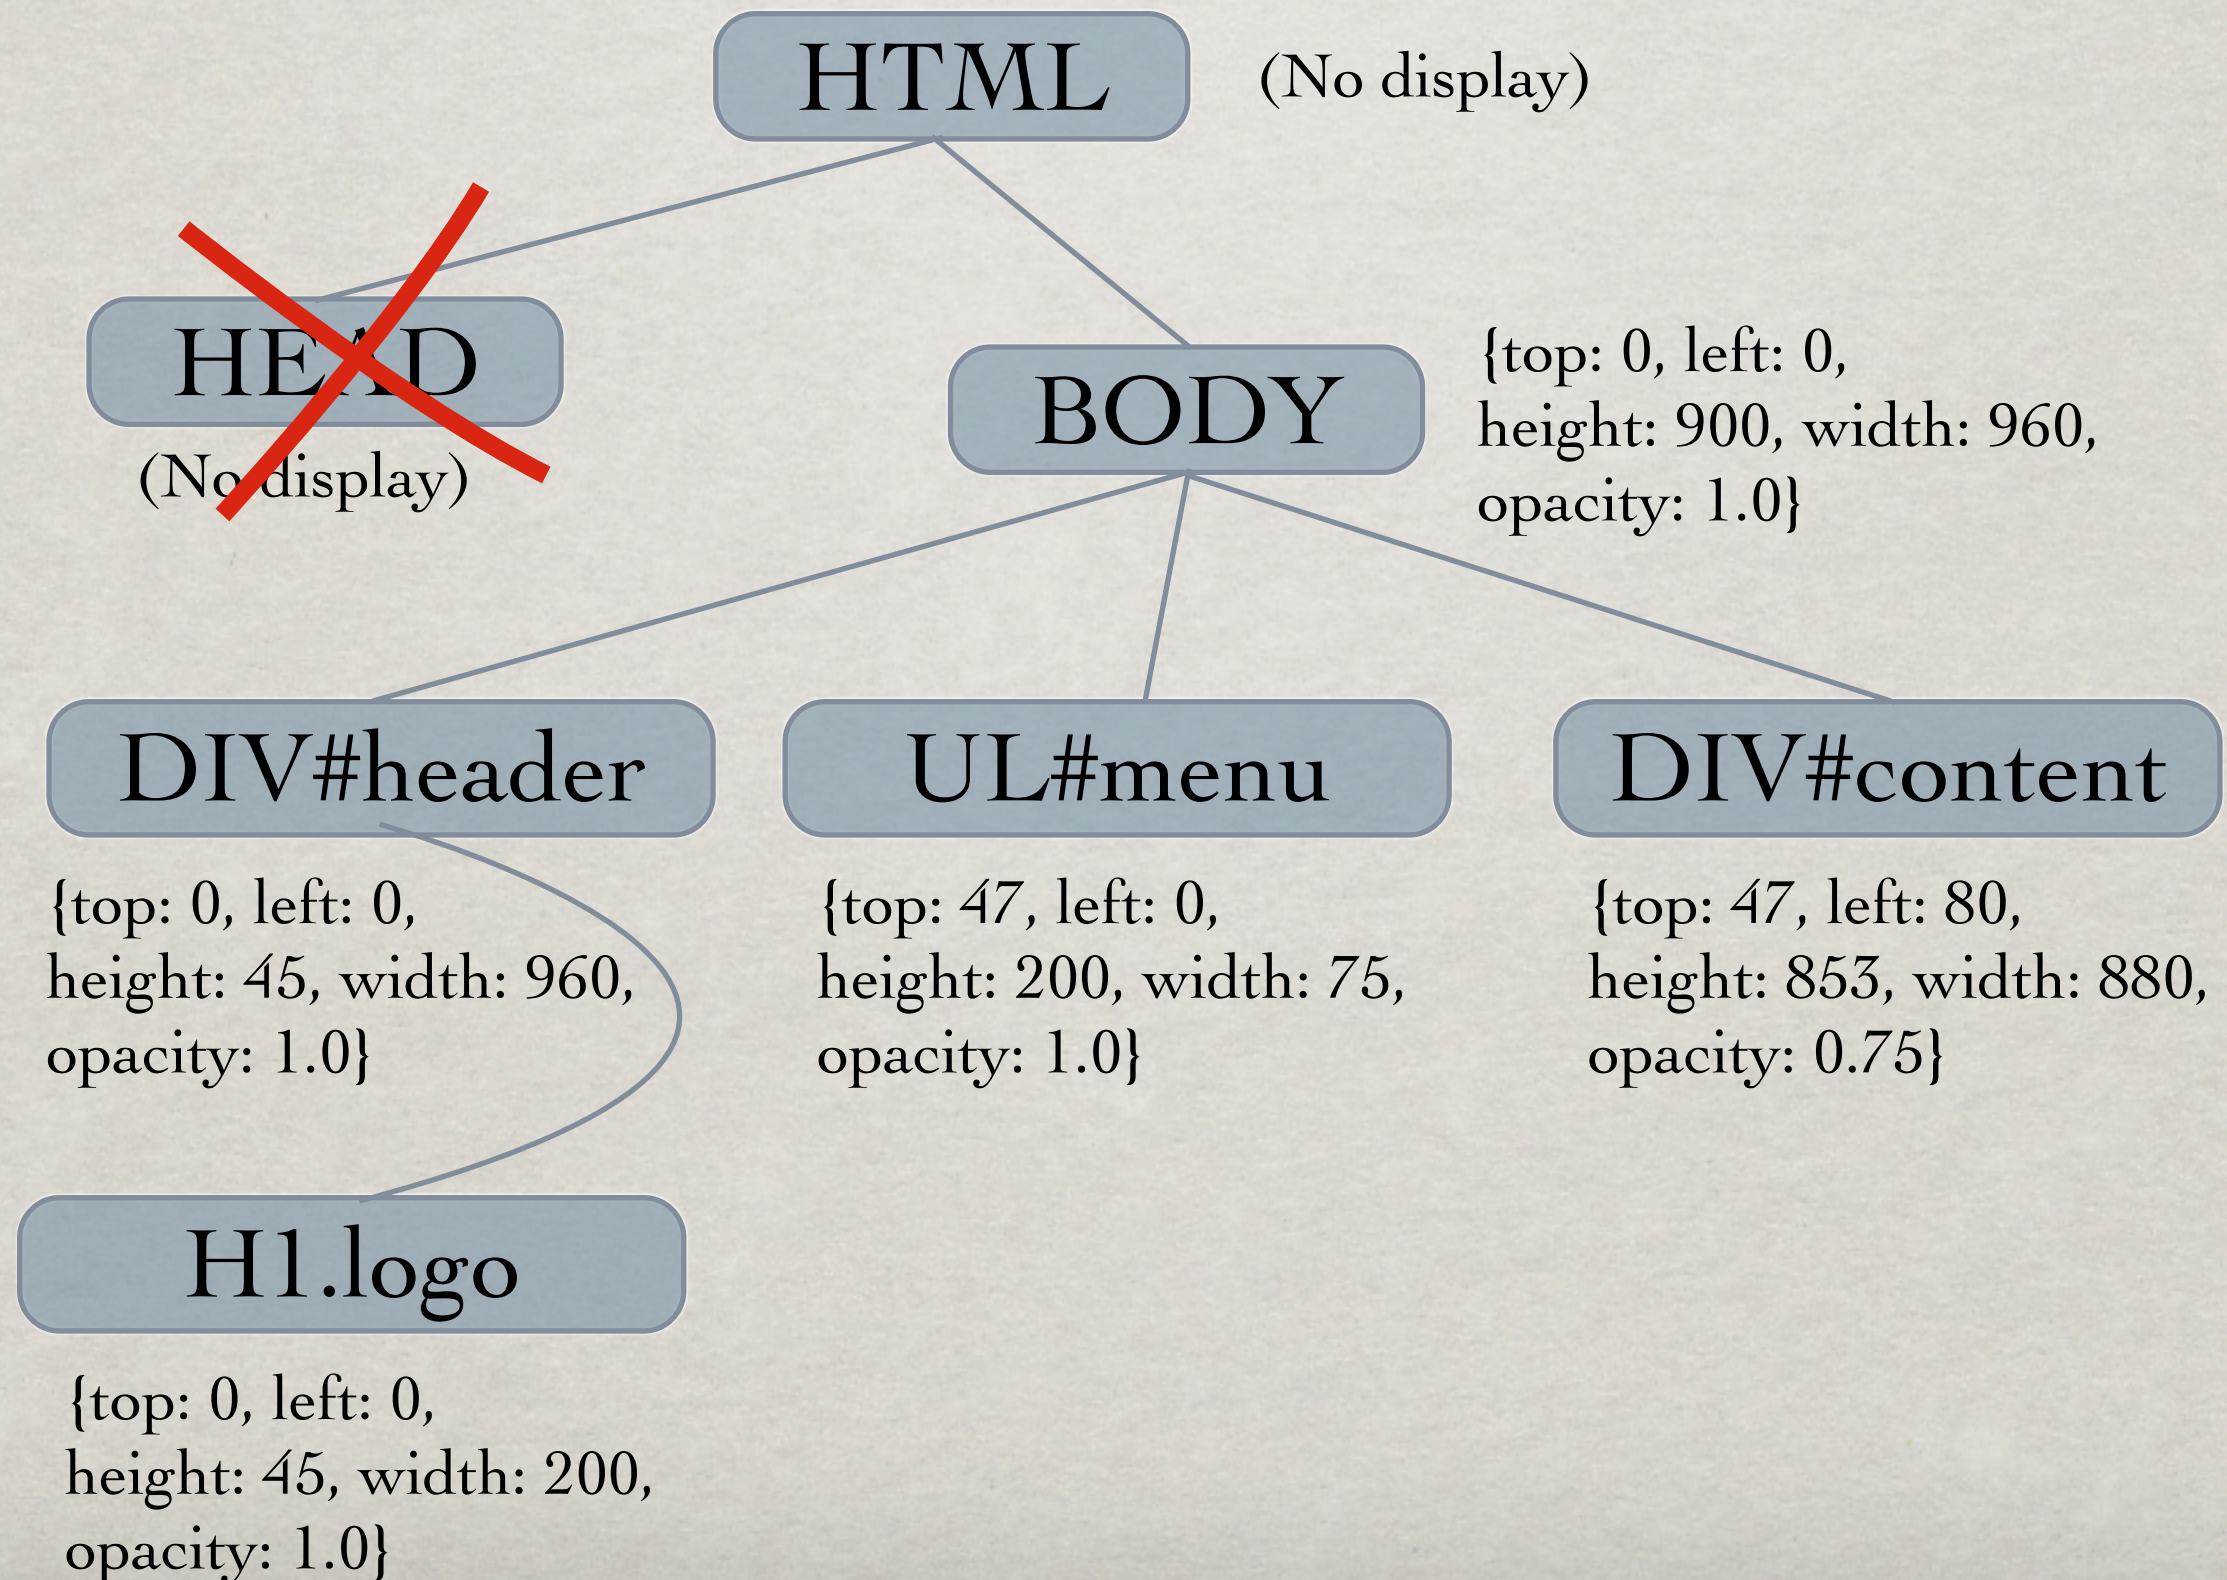 HTML
(No display)
HEAD
(No display)
BODY
{top: 0, left: 0,
height: 900, width: 960,
opacity: 1.0}
DIV#header
{top: 0, left: 0,
height: 45, width: 960,
opacity: 1.0}
UL#menu
{top: 47, left: 0,
height: 200, width: 75,
opacity: 1.0}
DIV#content
{top: 47, left: 80,
height: 853, width: 880,
opacity: 0.75}
H1.logo
{top: 0, left: 0,
height: 45, width: 200,
opacity: 1.0}